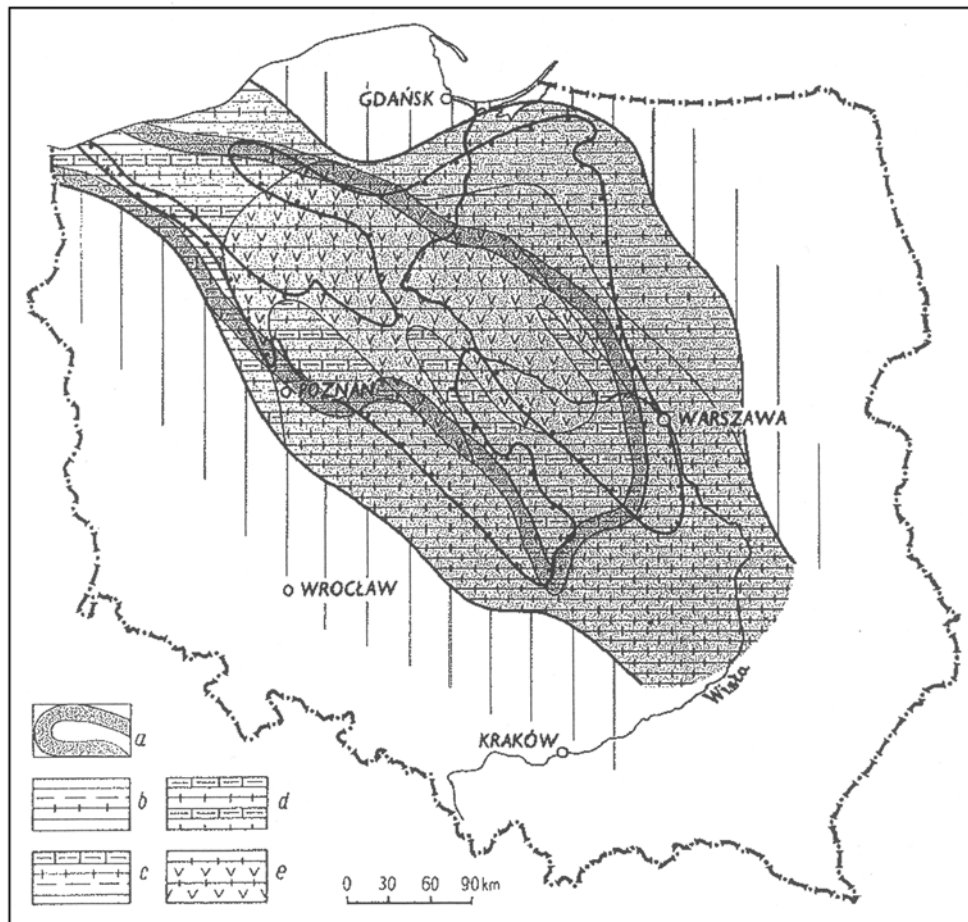 GDAŃSK
POZNAŃ
WARSZAWA
WROCŁAW
Wisła
KRAKÓW
a
b
d
c
e
0 30 60 90 km